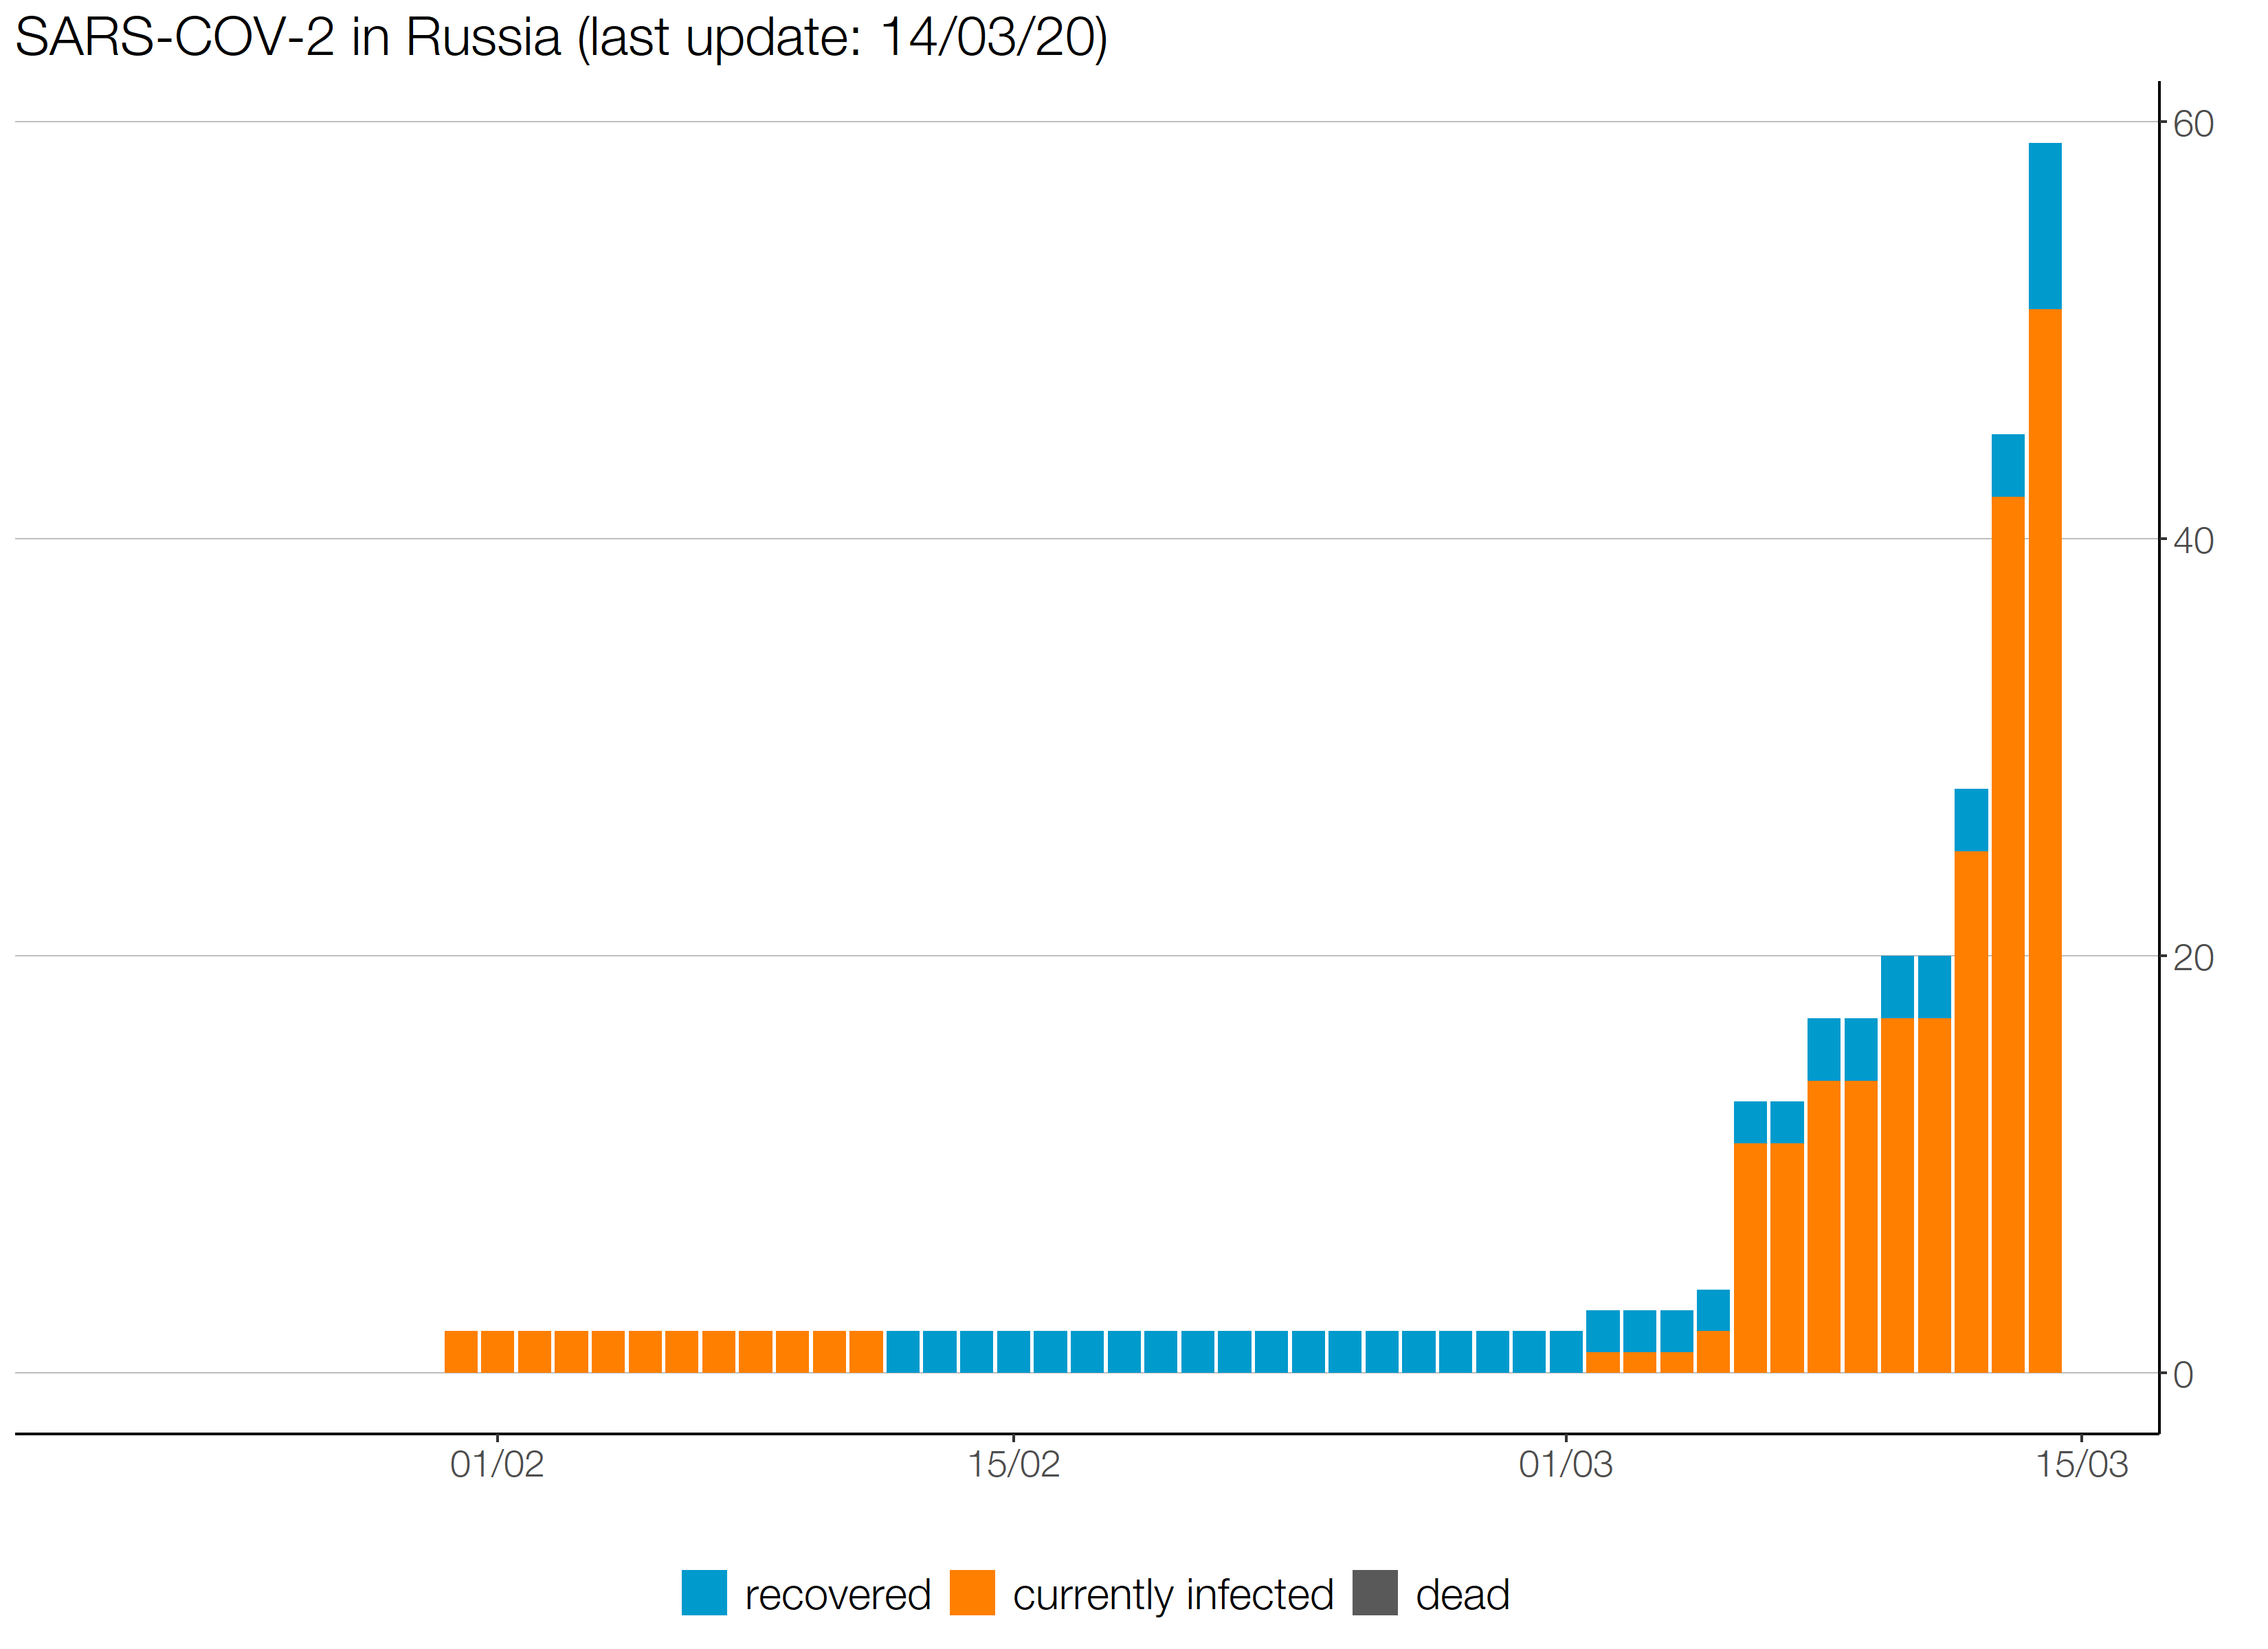 SARS-COV-2 in Russia (last update: 14/03/20)
60
40
20
0
01/02 15/02 01/03 15/03
recovered currently infected dead